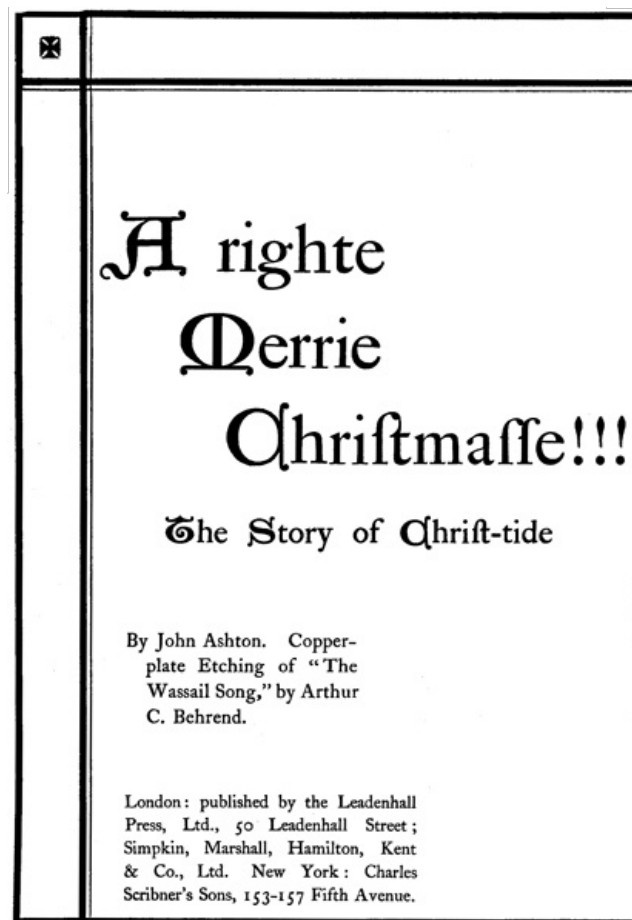 A righte
Merrie
Chriſtmaſſe!!!
The Story of Chriſt-tide
By John Ashton. Copper-
plate Etching of “The
Wassail Song,” by Arthur
C. Behrend.
London: published by the Leadenhall
Press, Ltd., 50 Leadenhall Street;
Simpkin, Marshall, Hamilton, Kent
& Co., Ltd. New York: Charles
Scribner's Sons, 153-157 Fifth Avenue.